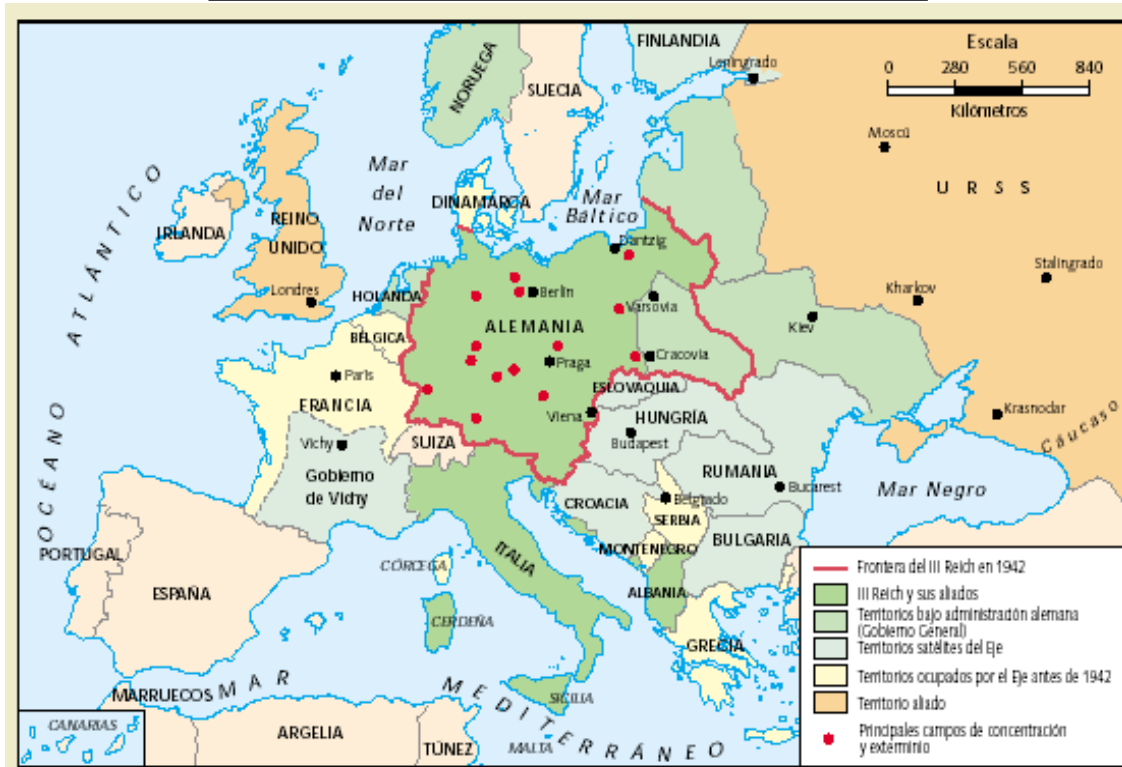 FINLANDIA
Leningrado
NORUEGA
SUECIA
Escala
0 280 560 840
Kilómetros
Moscú
URSS
Mar
del
Norte
DINAMARCA
Mar
Báltico
OCÉANO ATLÁNTICO
IRLANDA
REINO
UNIDO
Londres
Dantzig
Stalingrado
Kharkov
HOLANDA
Berlín
Varsovia
Kiev
ALEMANIA
BÉLGICA
París
Praga
Cracovia
FRANCIA
ESLOVAQUIA
Viena
HUNGRÍA
Budapest
Krasnodar
Cáucaso
Vichy
SUIZA
Gobierno
de Vichy
RUMANIA
Bucarest
Mar Negro
CROACIA
Belgrado
SERBIA
BULGARIA
MONTENEGRO
ITALIA
PORTUGAL
ESPAÑA
CÓRCEGA
CERDEÑA
ALBANIA
GRECIA
SICILIA
MAR MEDITERRÁNEO
MARRUECOS
CANARIAS
ARGELIA
TÚNEZ
MALTA
Frontera del III Reich en 1942
III Reich y sus aliados
Territorios bajo administración alemana
(Gobierno General)
Territorios satélites del Eje
Territorios ocupados por el Eje antes de 1942
Territorio aliado
Principales campos de concentración
y exterminio